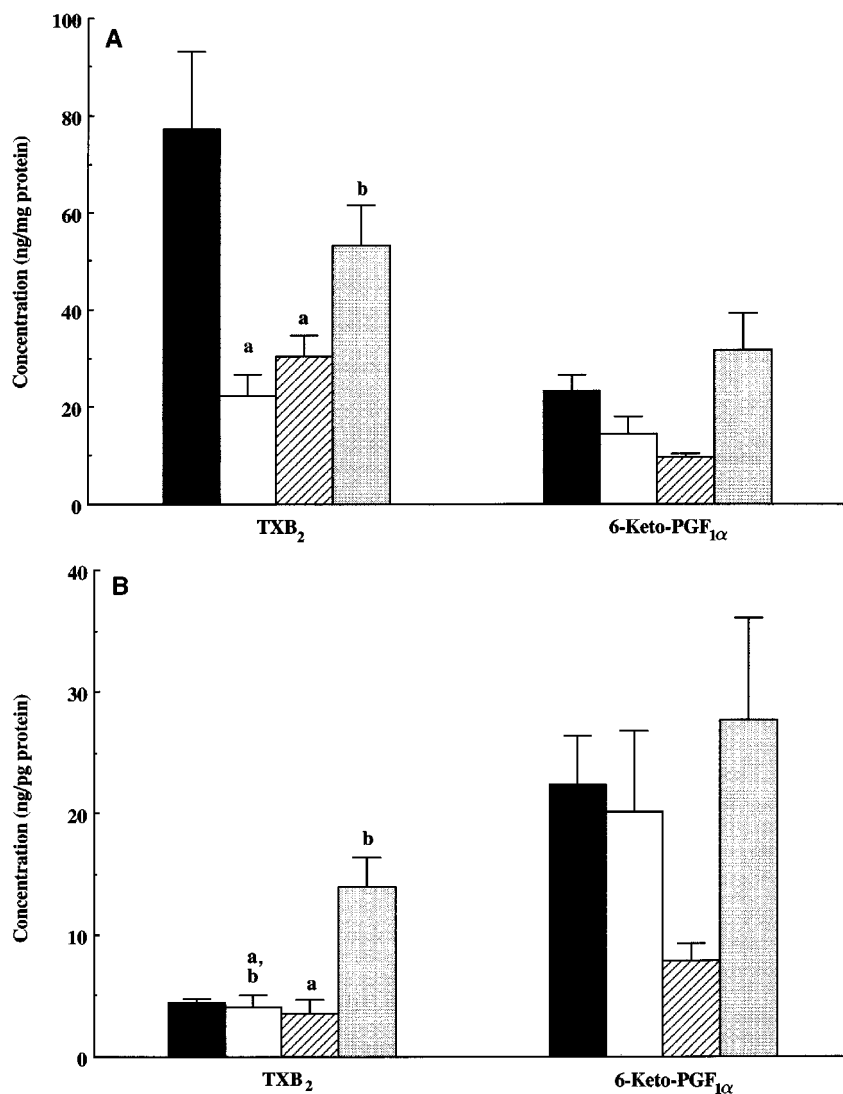 A
100
80
60
40
20
0
Concentration (ng/mg protein)
a
a
b
TXB2
6-Keto-PGF1α
B
40
30
20
10
0
Concentration (ng/pg protein)
a,
b
a
b
TXB2
6-Keto-PGF1α